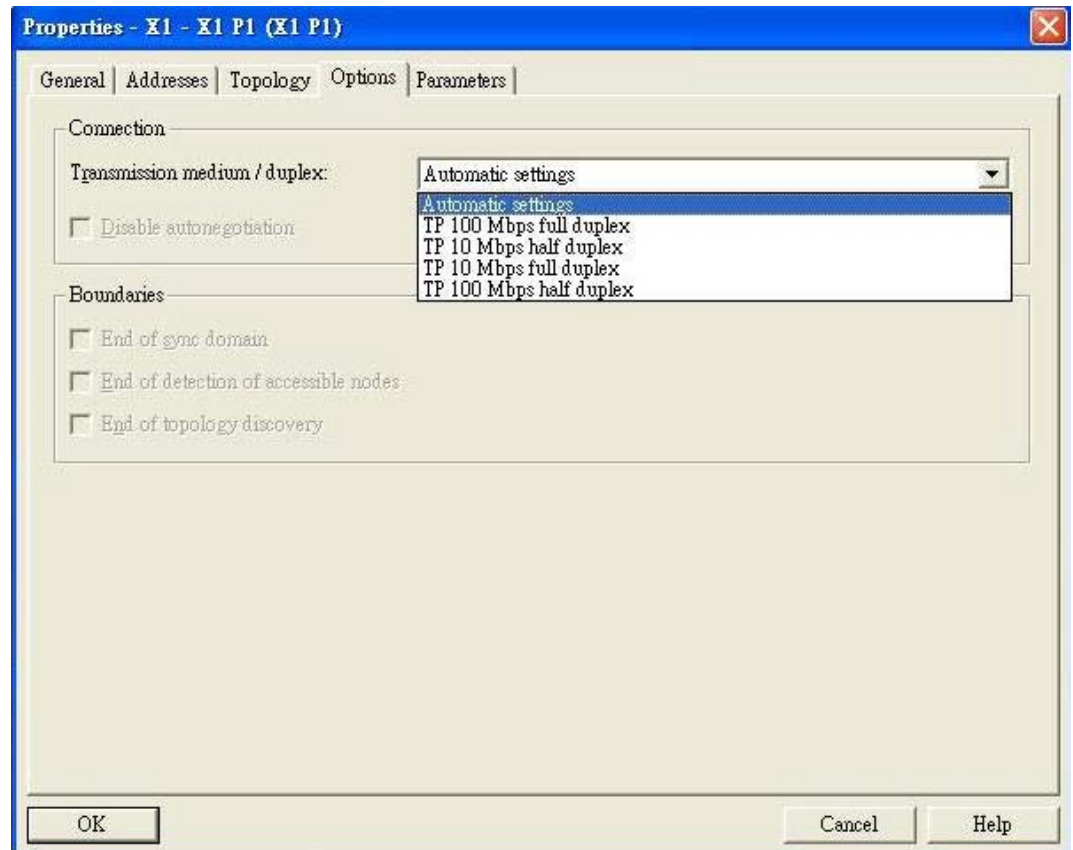 Properties - X1 - X1 P1 (X1 P1)
General Addresses Topology Options Parameters
Connection
Transmission medium / duplex: Automatic settings
Automatic settings
Disable autonegotiation
TP 100 Mbps full duplex
TP 10 Mbps half duplex
TP 10 Mbps full duplex
TP 100 Mbps half duplex
Boundaries
End of sync domain
End of detection of accessible nodes
End of topology discovery
OK Cancel Help